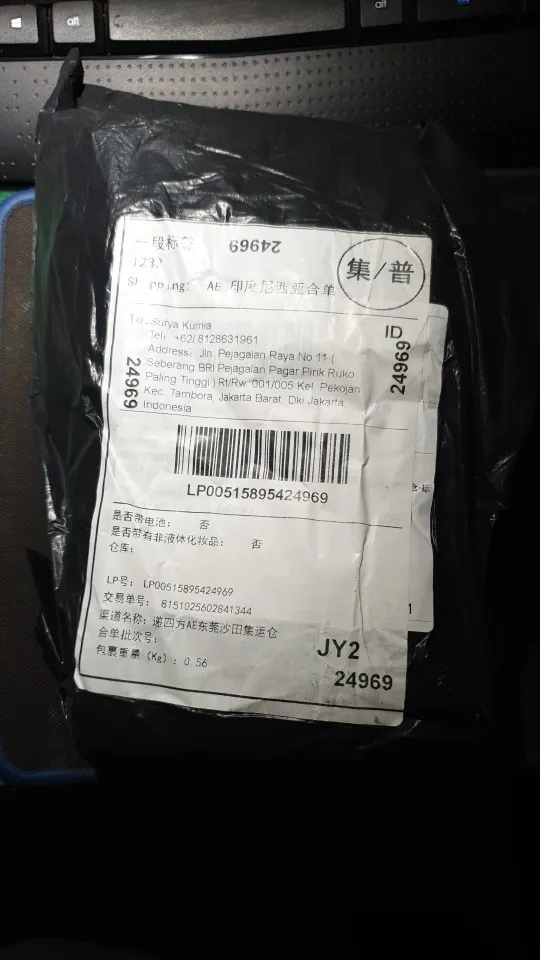 alt
alt
一段标签
24969
集/普
1232
Shipping: AE 印度尼西亚合单
ID
24969
To: Surya Kurnia
Tel: +62/ 8128631961
Address: Jln. Pejagalan Raya No 11 (
Seberang BRI Pejagalan Pagar Pink Ruko
Paling Tinggi ) Rt/Rw. 001/005 Kel. Pekojan
Kec. Tambora, Jakarta Barat, Dki Jakarta,
Indonesia
24969
LP00515895424969
是否带电池: 否
是否带有非液体化妆品: 否
仓库:
LP号: LP00515895424969
交易单号: 8151025602841344
渠道名称: 递四方AE东莞沙田集运仓
合单批次号:
包裹重量 (Kg) : 0.56
JY2
24969